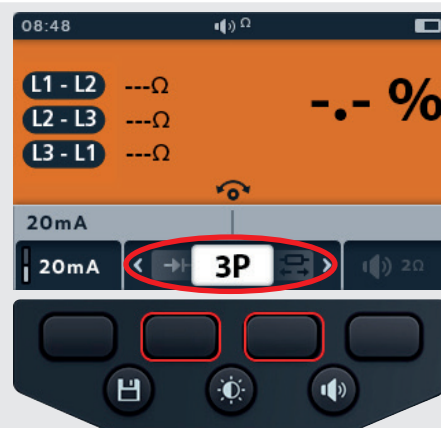 08:48 Ω
L1 - L2 ---Ω
-.- %
L2 - L3 ---Ω
L3 - L1 ---Ω
20mA
20mA 3P 2Ω